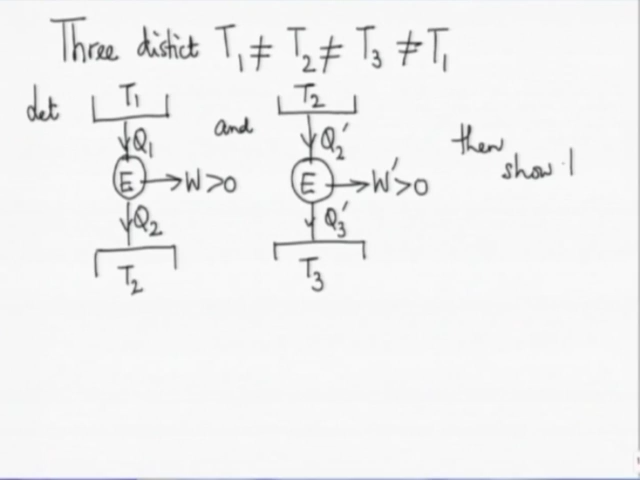 Three distict T₁ ≠ T₂ ≠ T₃ ≠ T₁
Let T₁ and T₂ then
Q₁ Q₂′ show
E → W > 0 E → W′ > 0
Q₂ Q₃′
T₂ T₃